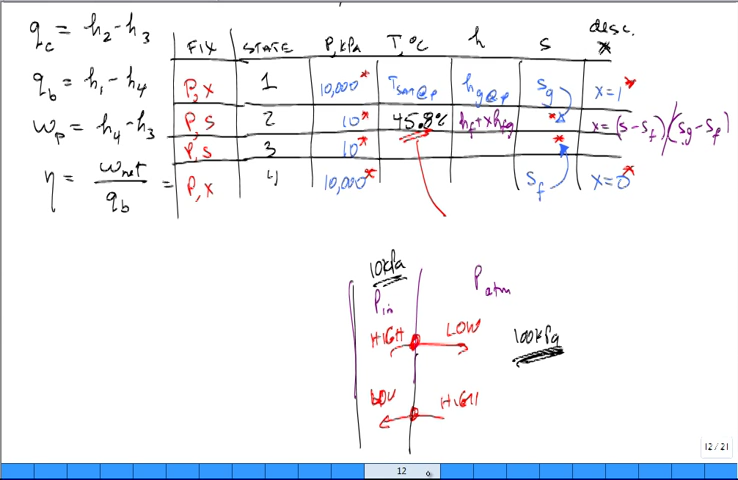 q_c = h_2 - h_3
q_b = h_1 - h_4
w_p = h_4 - h_3
η = w_net / q_b =
FIX STATE P, kPa T, °C h s desc. *
P, x 1 10,000* T_sat@p h_g@p s_g x=1*
P, s 2 10* 45.8°C h_f+xh_fg * x=(s-s_f)/(s_g-s_f)
P, s 3 10* *
P, x 4 10,000* s_f x=0*
10kPa
P_in P_atm
HIGH LOW
100kPa
LOW HIGH
12 / 21
12